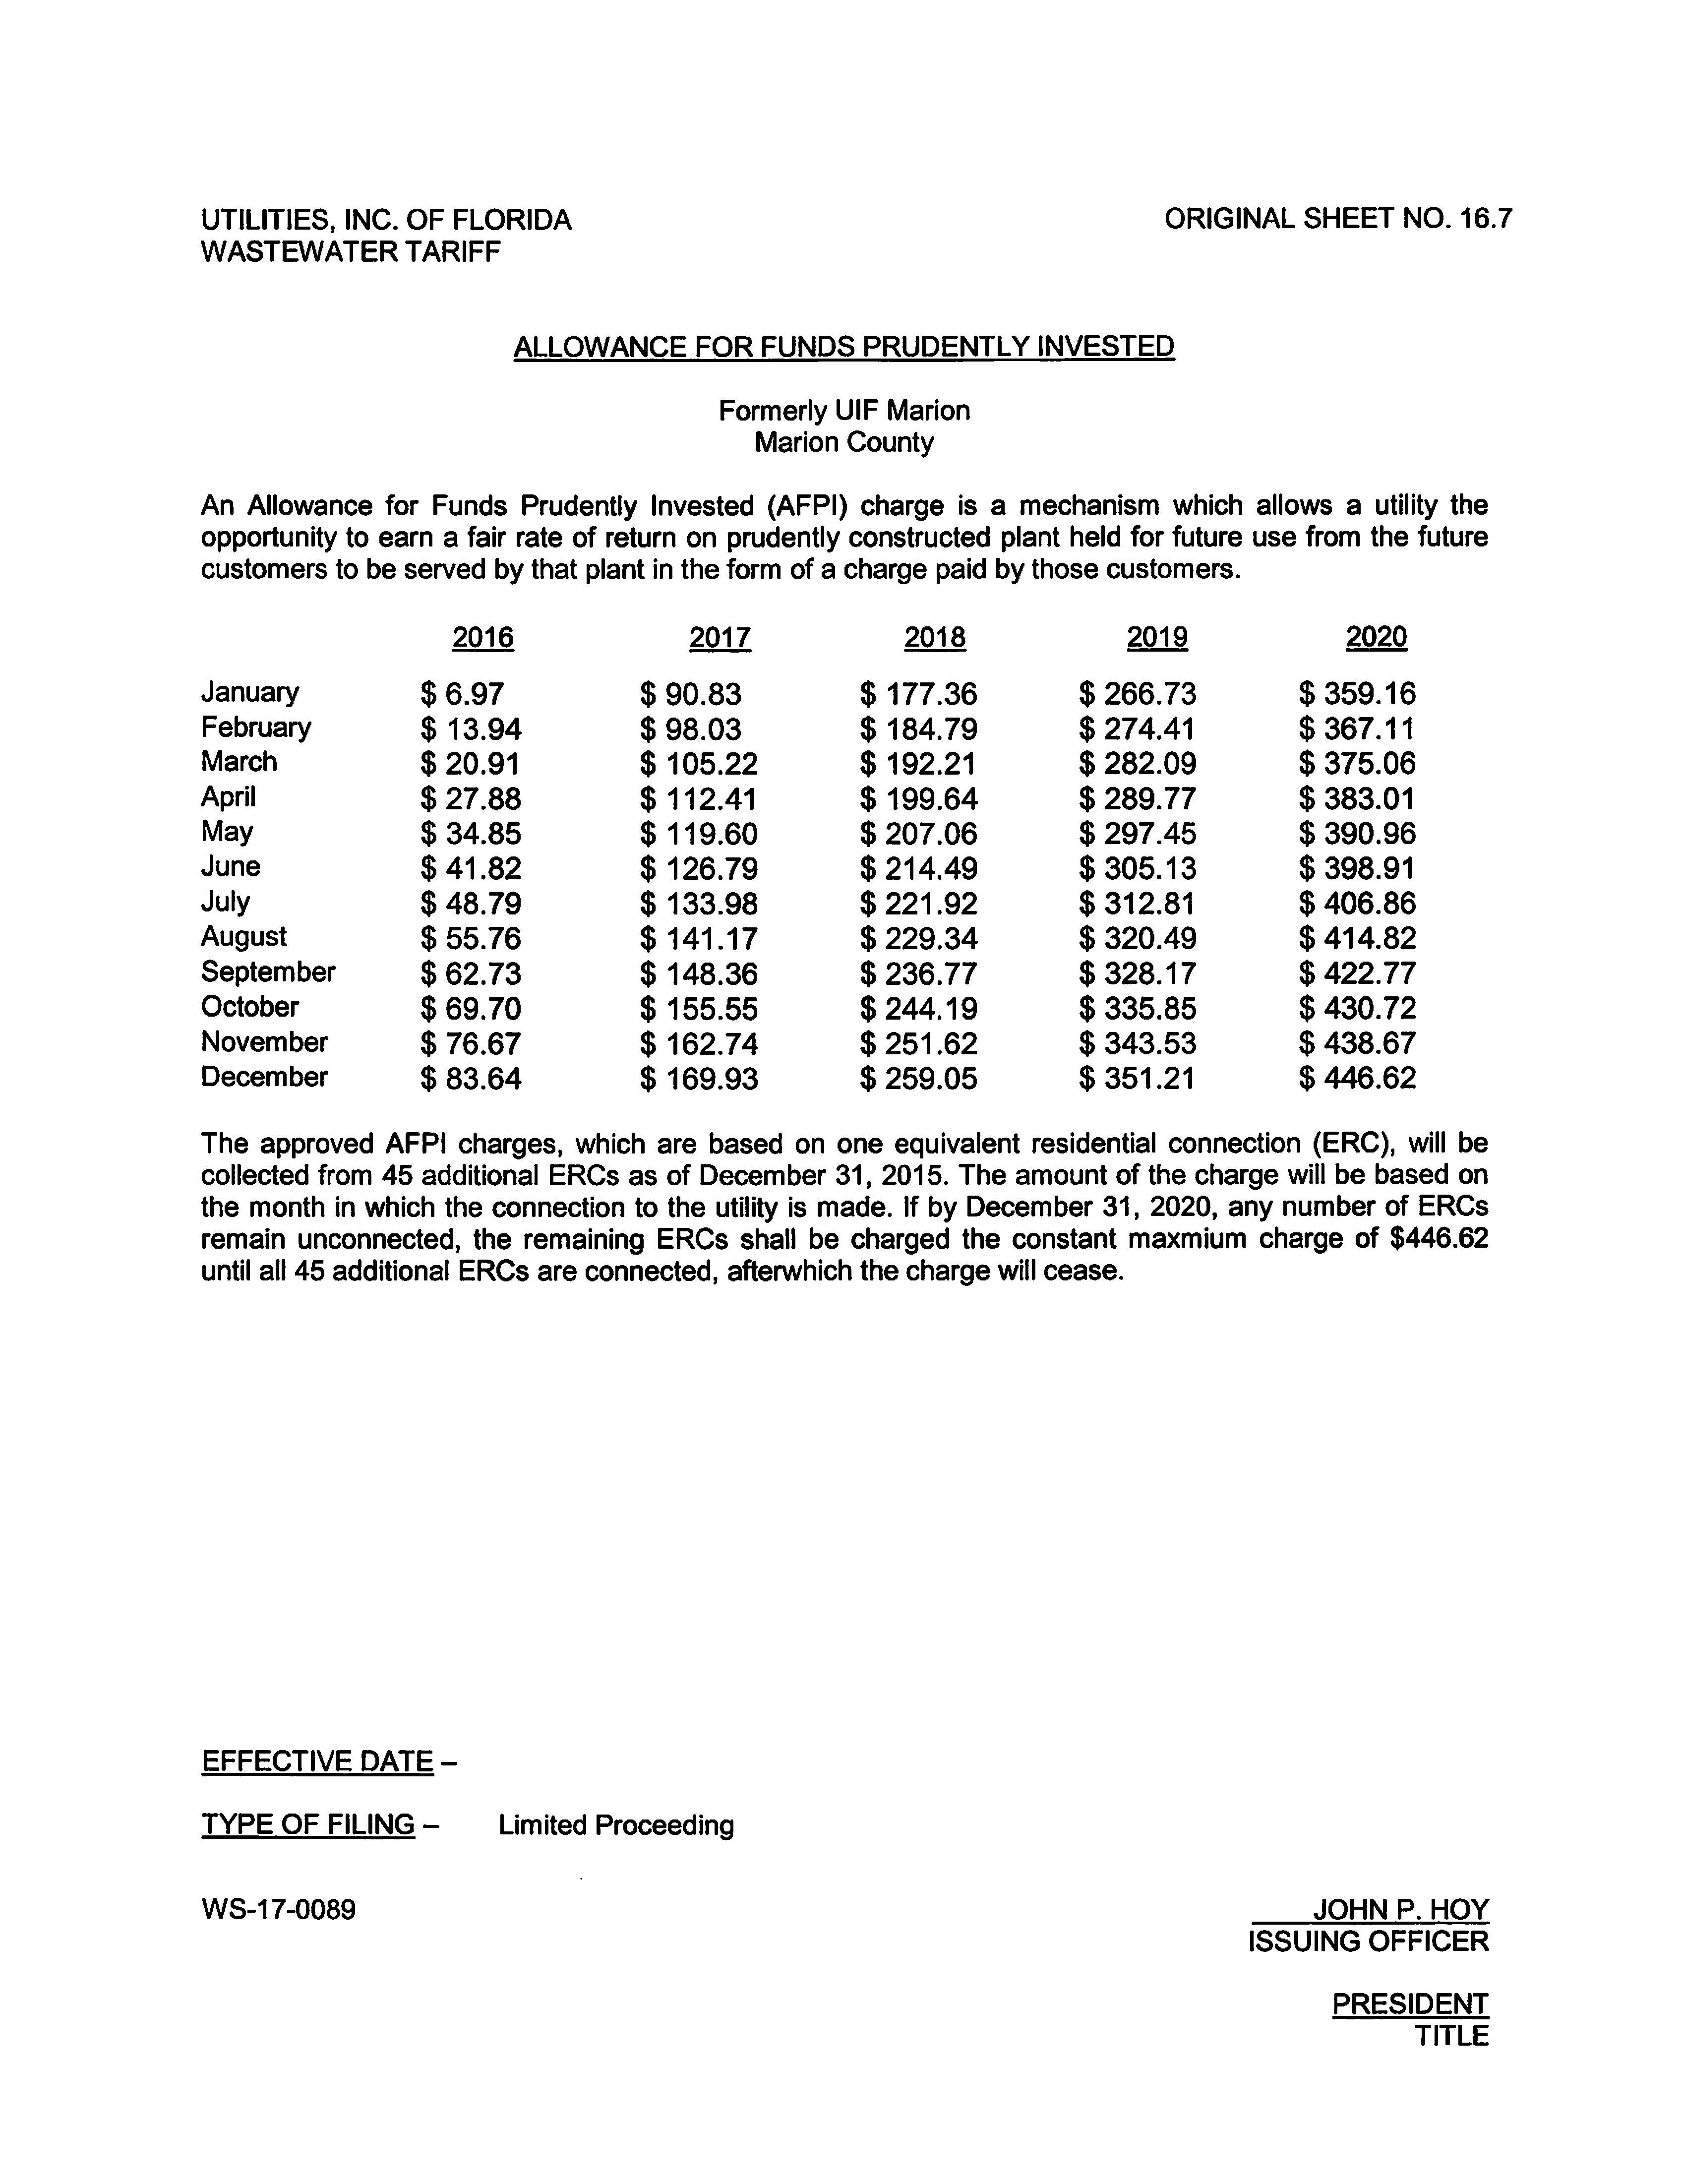 UTILITIES, INC. OF FLORIDA ORIGINAL SHEET NO. 16.7
WASTEWATER TARIFF
ALLOWANCE FOR FUNDS PRUDENTLY INVESTED
Formerly UIF Marion
Marion County
An Allowance for Funds Prudently Invested (AFPI) charge is a mechanism which allows a utility the
opportunity to earn a fair rate of return on prudently constructed plant held for future use from the future
customers to be served by that plant in the form of a charge paid by those customers.
2016 2017 2018 2019 2020
January $ 6.97 $ 90.83 $ 177.36 $ 266.73 $ 359.16
February $ 13.94 $ 98.03 $ 184.79 $ 274.41 $ 367.11
March $ 20.91 $ 105.22 $ 192.21 $ 282.09 $ 375.06
April $ 27.88 $ 112.41 $ 199.64 $ 289.77 $ 383.01
May $ 34.85 $ 119.60 $ 207.06 $ 297.45 $ 390.96
June $ 41.82 $ 126.79 $ 214.49 $ 305.13 $ 398.91
July $ 48.79 $ 133.98 $ 221.92 $ 312.81 $ 406.86
August $ 55.76 $ 141.17 $ 229.34 $ 320.49 $ 414.82
September $ 62.73 $ 148.36 $ 236.77 $ 328.17 $ 422.77
October $ 69.70 $ 155.55 $ 244.19 $ 335.85 $ 430.72
November $ 76.67 $ 162.74 $ 251.62 $ 343.53 $ 438.67
December $ 83.64 $ 169.93 $ 259.05 $ 351.21 $ 446.62
The approved AFPI charges, which are based on one equivalent residential connection (ERC), will be
collected from 45 additional ERCs as of December 31, 2015. The amount of the charge will be based on
the month in which the connection to the utility is made. If by December 31, 2020, any number of ERCs
remain unconnected, the remaining ERCs shall be charged the constant maxmium charge of $446.62
until all 45 additional ERCs are connected, afterwhich the charge will cease.
EFFECTIVE DATE –
TYPE OF FILING – Limited Proceeding
WS-17-0089 JOHN P. HOY
ISSUING OFFICER
PRESIDENT
TITLE